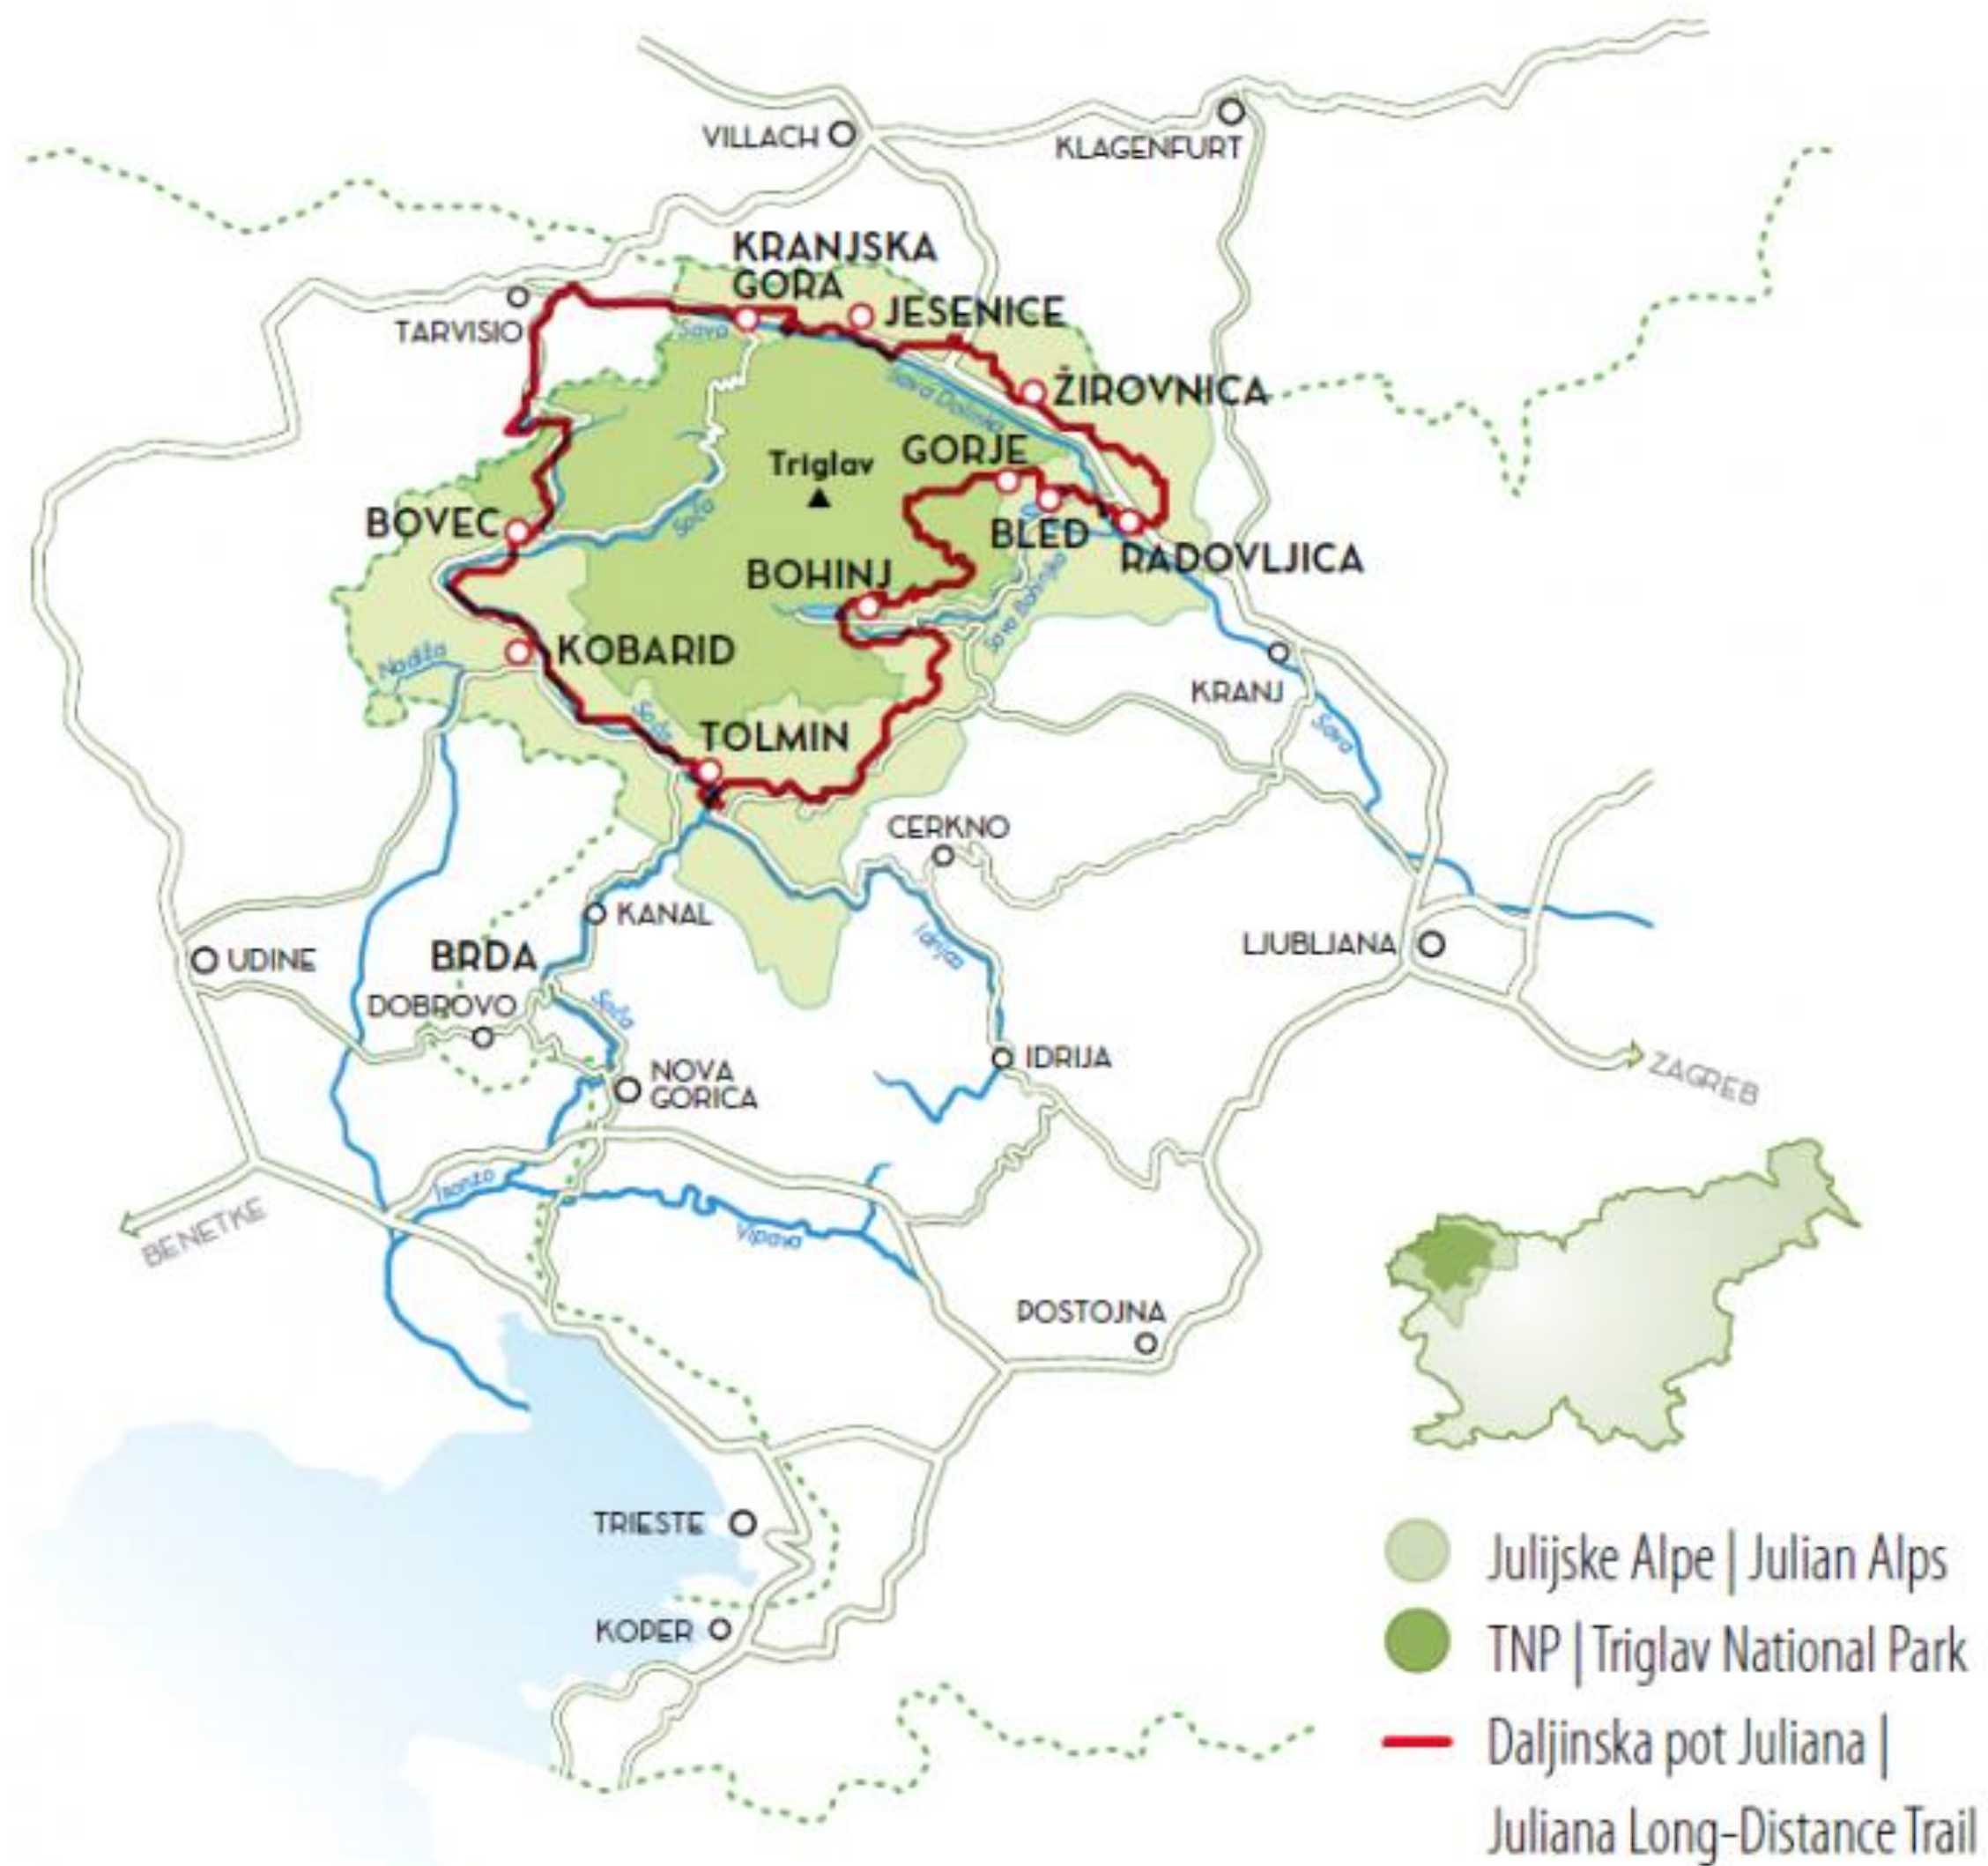 VILLACH
KLAGENFURT
KRANJSKA
GORA
TARVISIO
JESENICE
Sava
Sava Dolinka
ŽIROVNICA
Triglav
GORJE
BOVEC
Soča
BLED
RADOVLJICA
BOHINJ
Sava Bohinjka
KOBARID
Nadiža
KRANJ
Soča
TOLMIN
Sava
CERKNO
KANAL
UDINE
BRDA
Idrijca
LJUBLJANA
DOBROVO
Soča
NOVA
GORICA
IDRIJA
ZAGREB
Isonzo
BENETKE
Vipava
POSTOJNA
TRIESTE
KOPER
Julijske Alpe | Julian Alps
TNP | Triglav National Park
Daljinska pot Juliana |
Juliana Long-Distance Trail